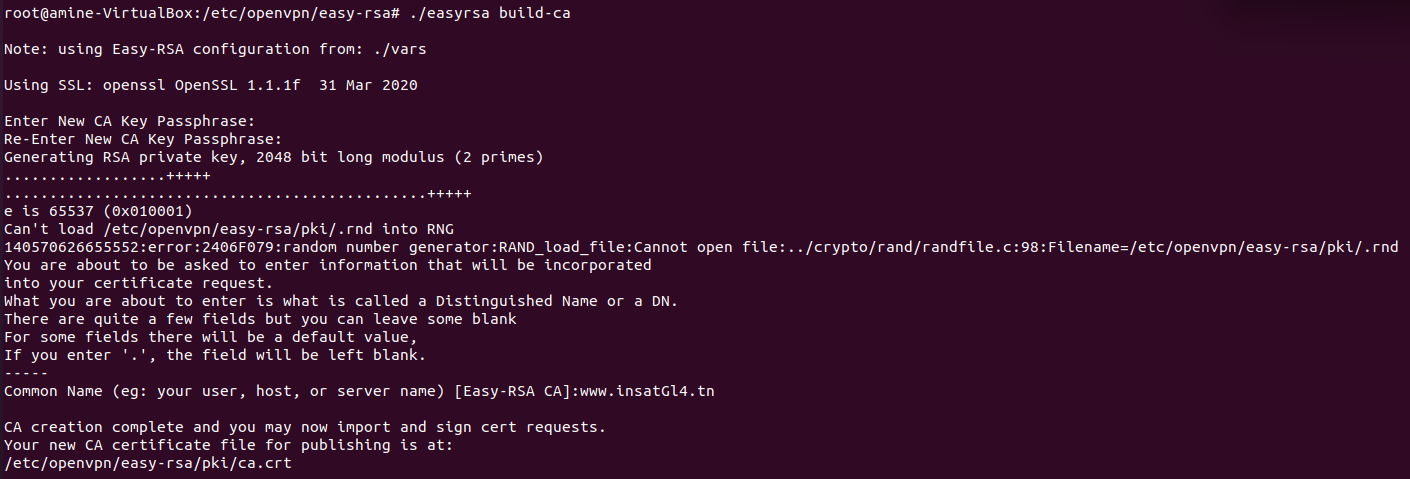 root@amine-VirtualBox:/etc/openvpn/easy-rsa# ./easyrsa build-ca
Note: using Easy-RSA configuration from: ./vars
Using SSL: openssl OpenSSL 1.1.1f  31 Mar 2020
Enter New CA Key Passphrase:
Re-Enter New CA Key Passphrase:
Generating RSA private key, 2048 bit long modulus (2 primes)
..................+++++
...............................................+++++
e is 65537 (0x010001)
Can't load /etc/openvpn/easy-rsa/pki/.rnd into RNG
140570626655552:error:2406F079:random number generator:RAND_load_file:Cannot open file:../crypto/rand/randfile.c:98:Filename=/etc/openvpn/easy-rsa/pki/.rnd
You are about to be asked to enter information that will be incorporated
into your certificate request.
What you are about to enter is what is called a Distinguished Name or a DN.
There are quite a few fields but you can leave some blank
For some fields there will be a default value,
If you enter '.', the field will be left blank.
-----
Common Name (eg: your user, host, or server name) [Easy-RSA CA]:www.insatGl4.tn
CA creation complete and you may now import and sign cert requests.
Your new CA certificate file for publishing is at:
/etc/openvpn/easy-rsa/pki/ca.crt